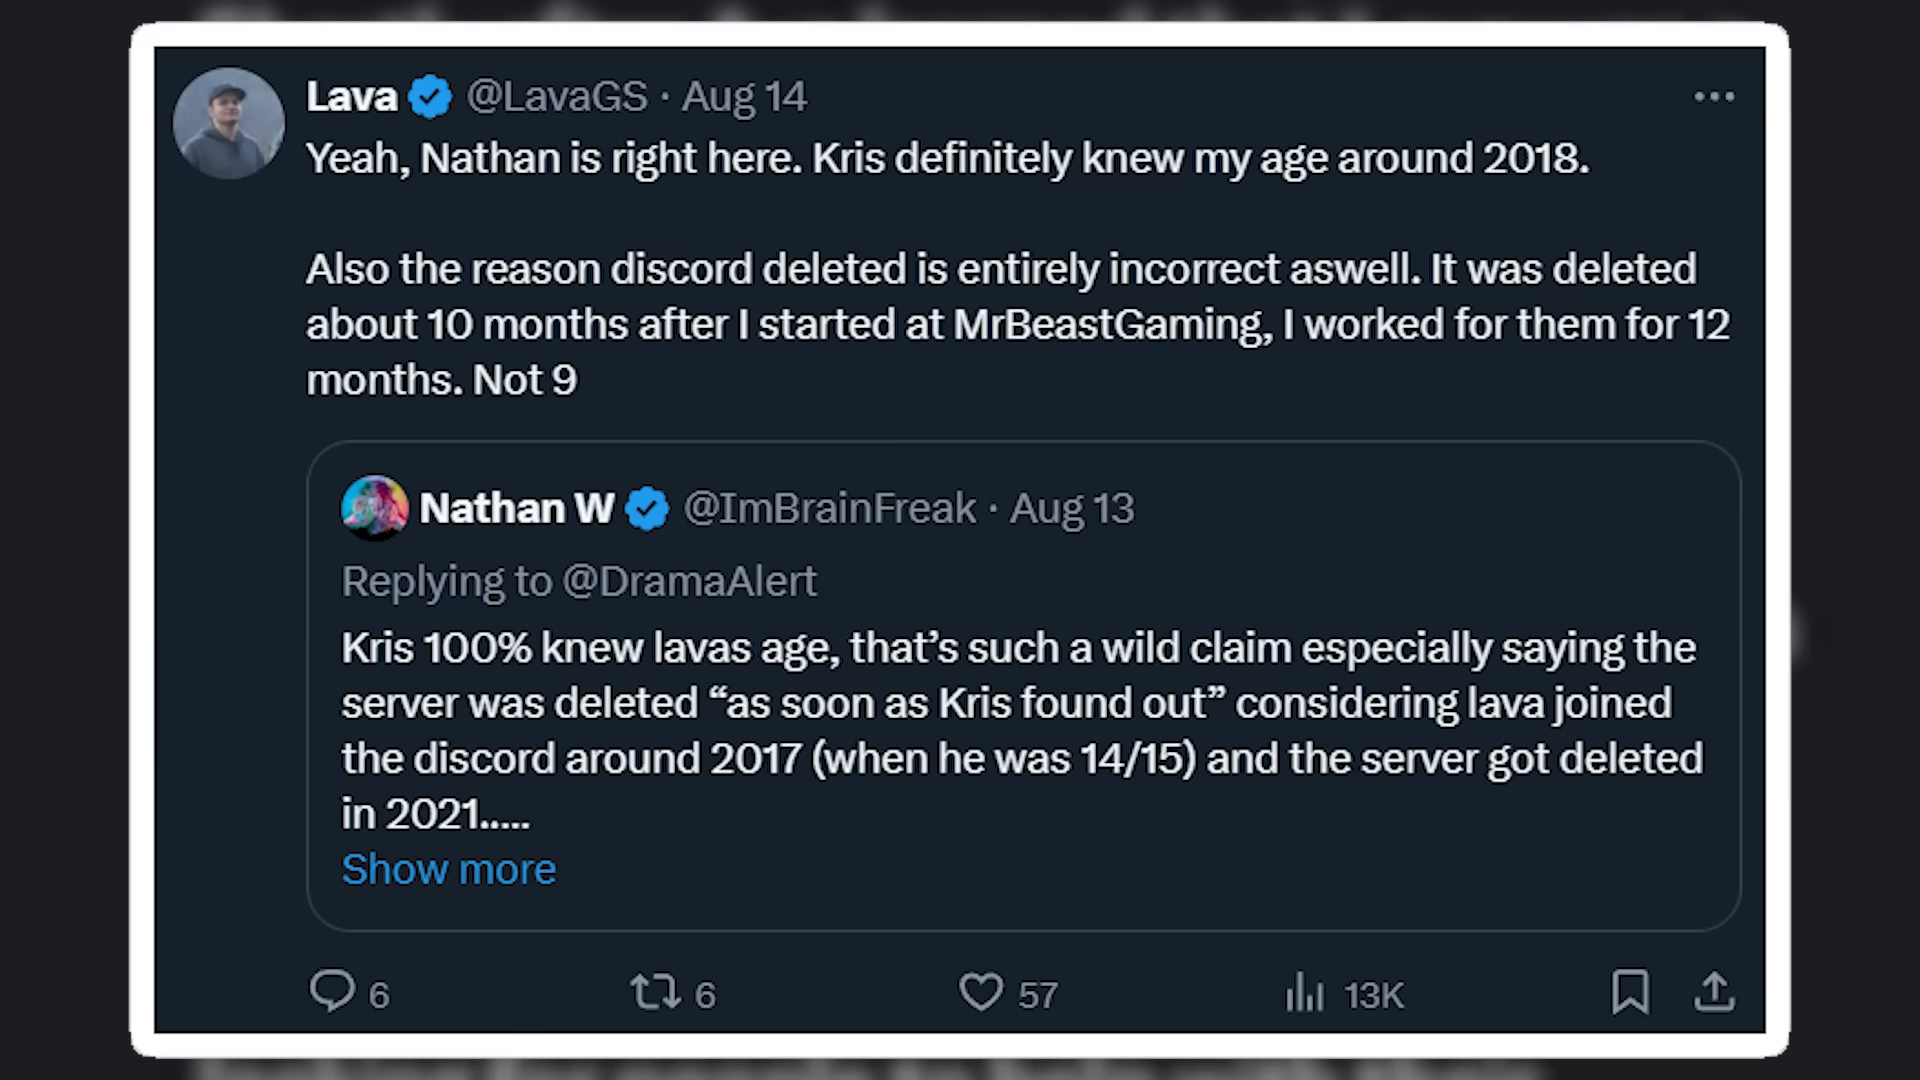 Lava @LavaGS · Aug 14
Yeah, Nathan is right here. Kris definitely knew my age around 2018.
Also the reason discord deleted is entirely incorrect aswell. It was deleted
about 10 months after I started at MrBeastGaming, I worked for them for 12
months. Not 9
Nathan W @ImBrainFreak · Aug 13
Replying to @DramaAlert
Kris 100% knew lavas age, that’s such a wild claim especially saying the
server was deleted “as soon as Kris found out” considering lava joined
the discord around 2017 (when he was 14/15) and the server got deleted
in 2021.....
Show more
6 6 57 13K